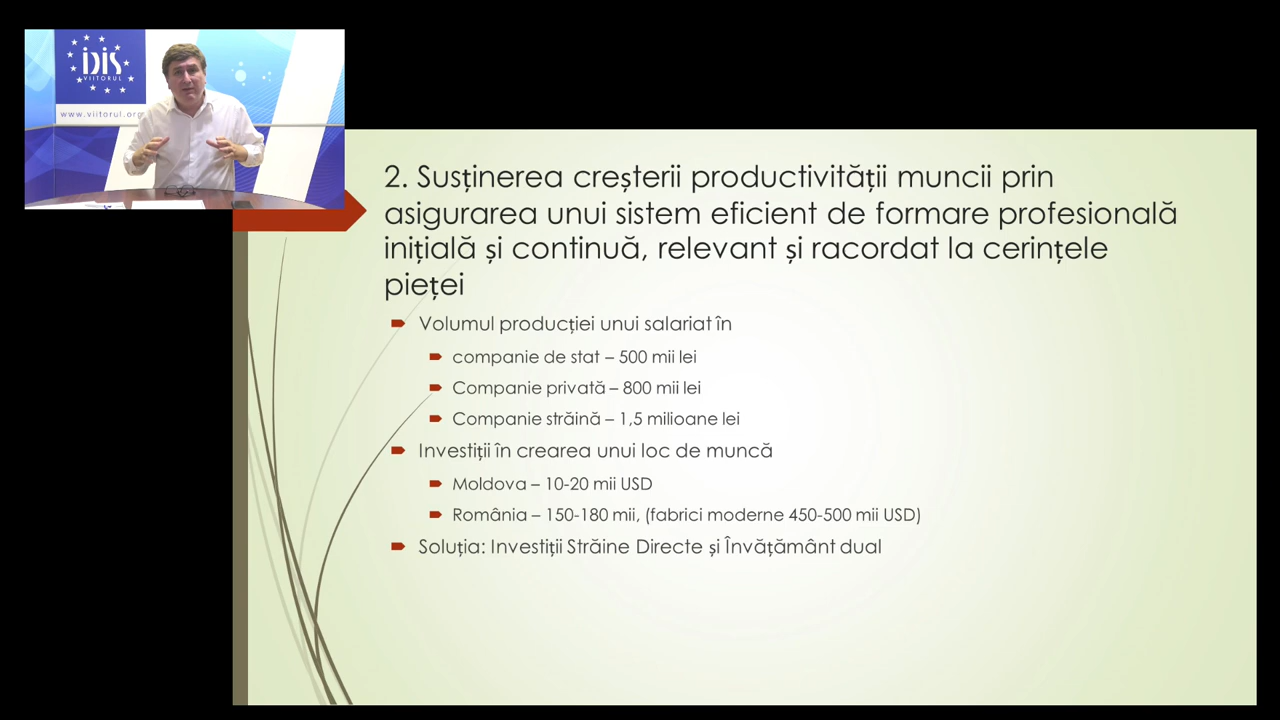 IDIS
VIITORUL
www.viitorul.org
2. Susținerea creșterii productivității muncii prin
asigurarea unui sistem eficient de formare profesională
inițială și continuă, relevant și racordat la cerințele
pieței
Volumul producției unui salariat în
companie de stat – 500 mii lei
Companie privată – 800 mii lei
Companie străină – 1,5 milioane lei
Investiții în crearea unui loc de muncă
Moldova – 10-20 mii USD
România – 150-180 mii, (fabrici moderne 450-500 mii USD)
Soluția: Investiții Străine Directe și Învățământ dual